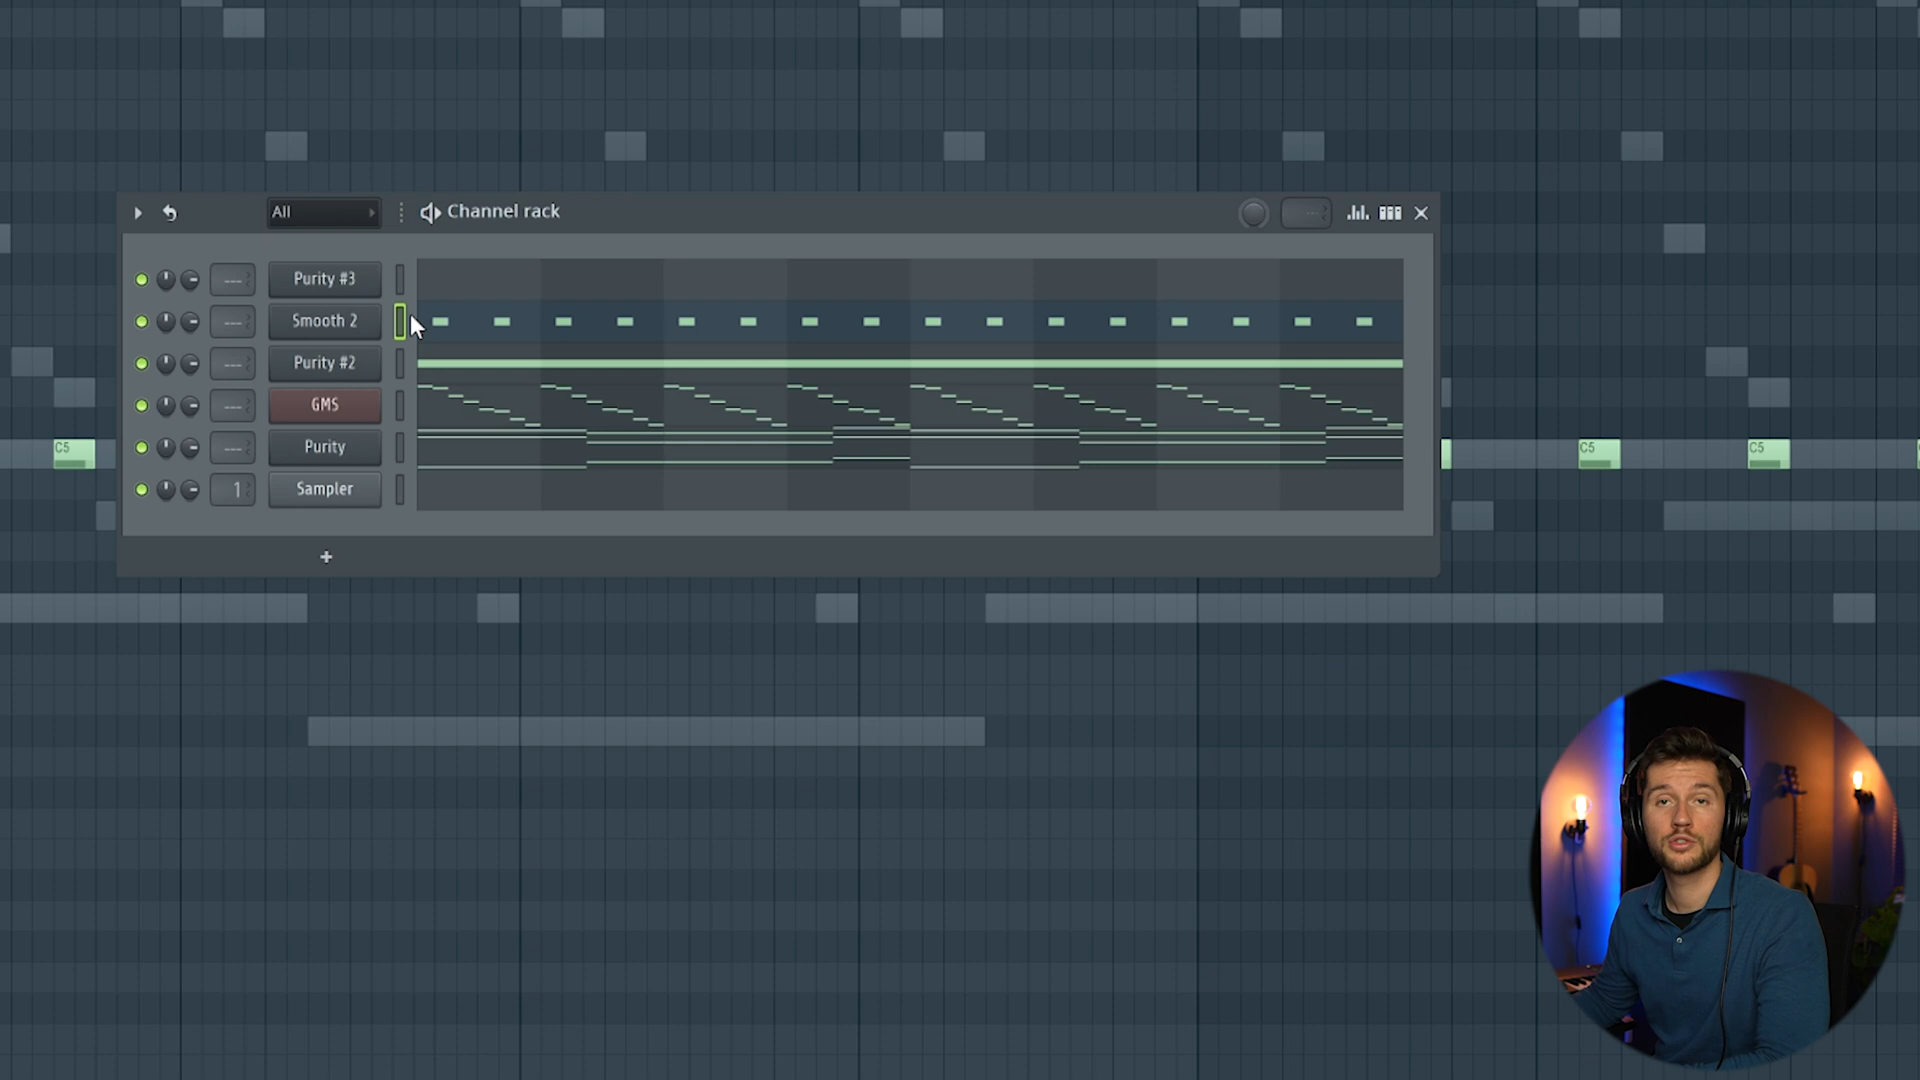 All
Channel rack
---
Purity #3
---
Smooth 2
---
Purity #2
---
GMS
---
Purity
1
Sampler
+
C5
C5
C5